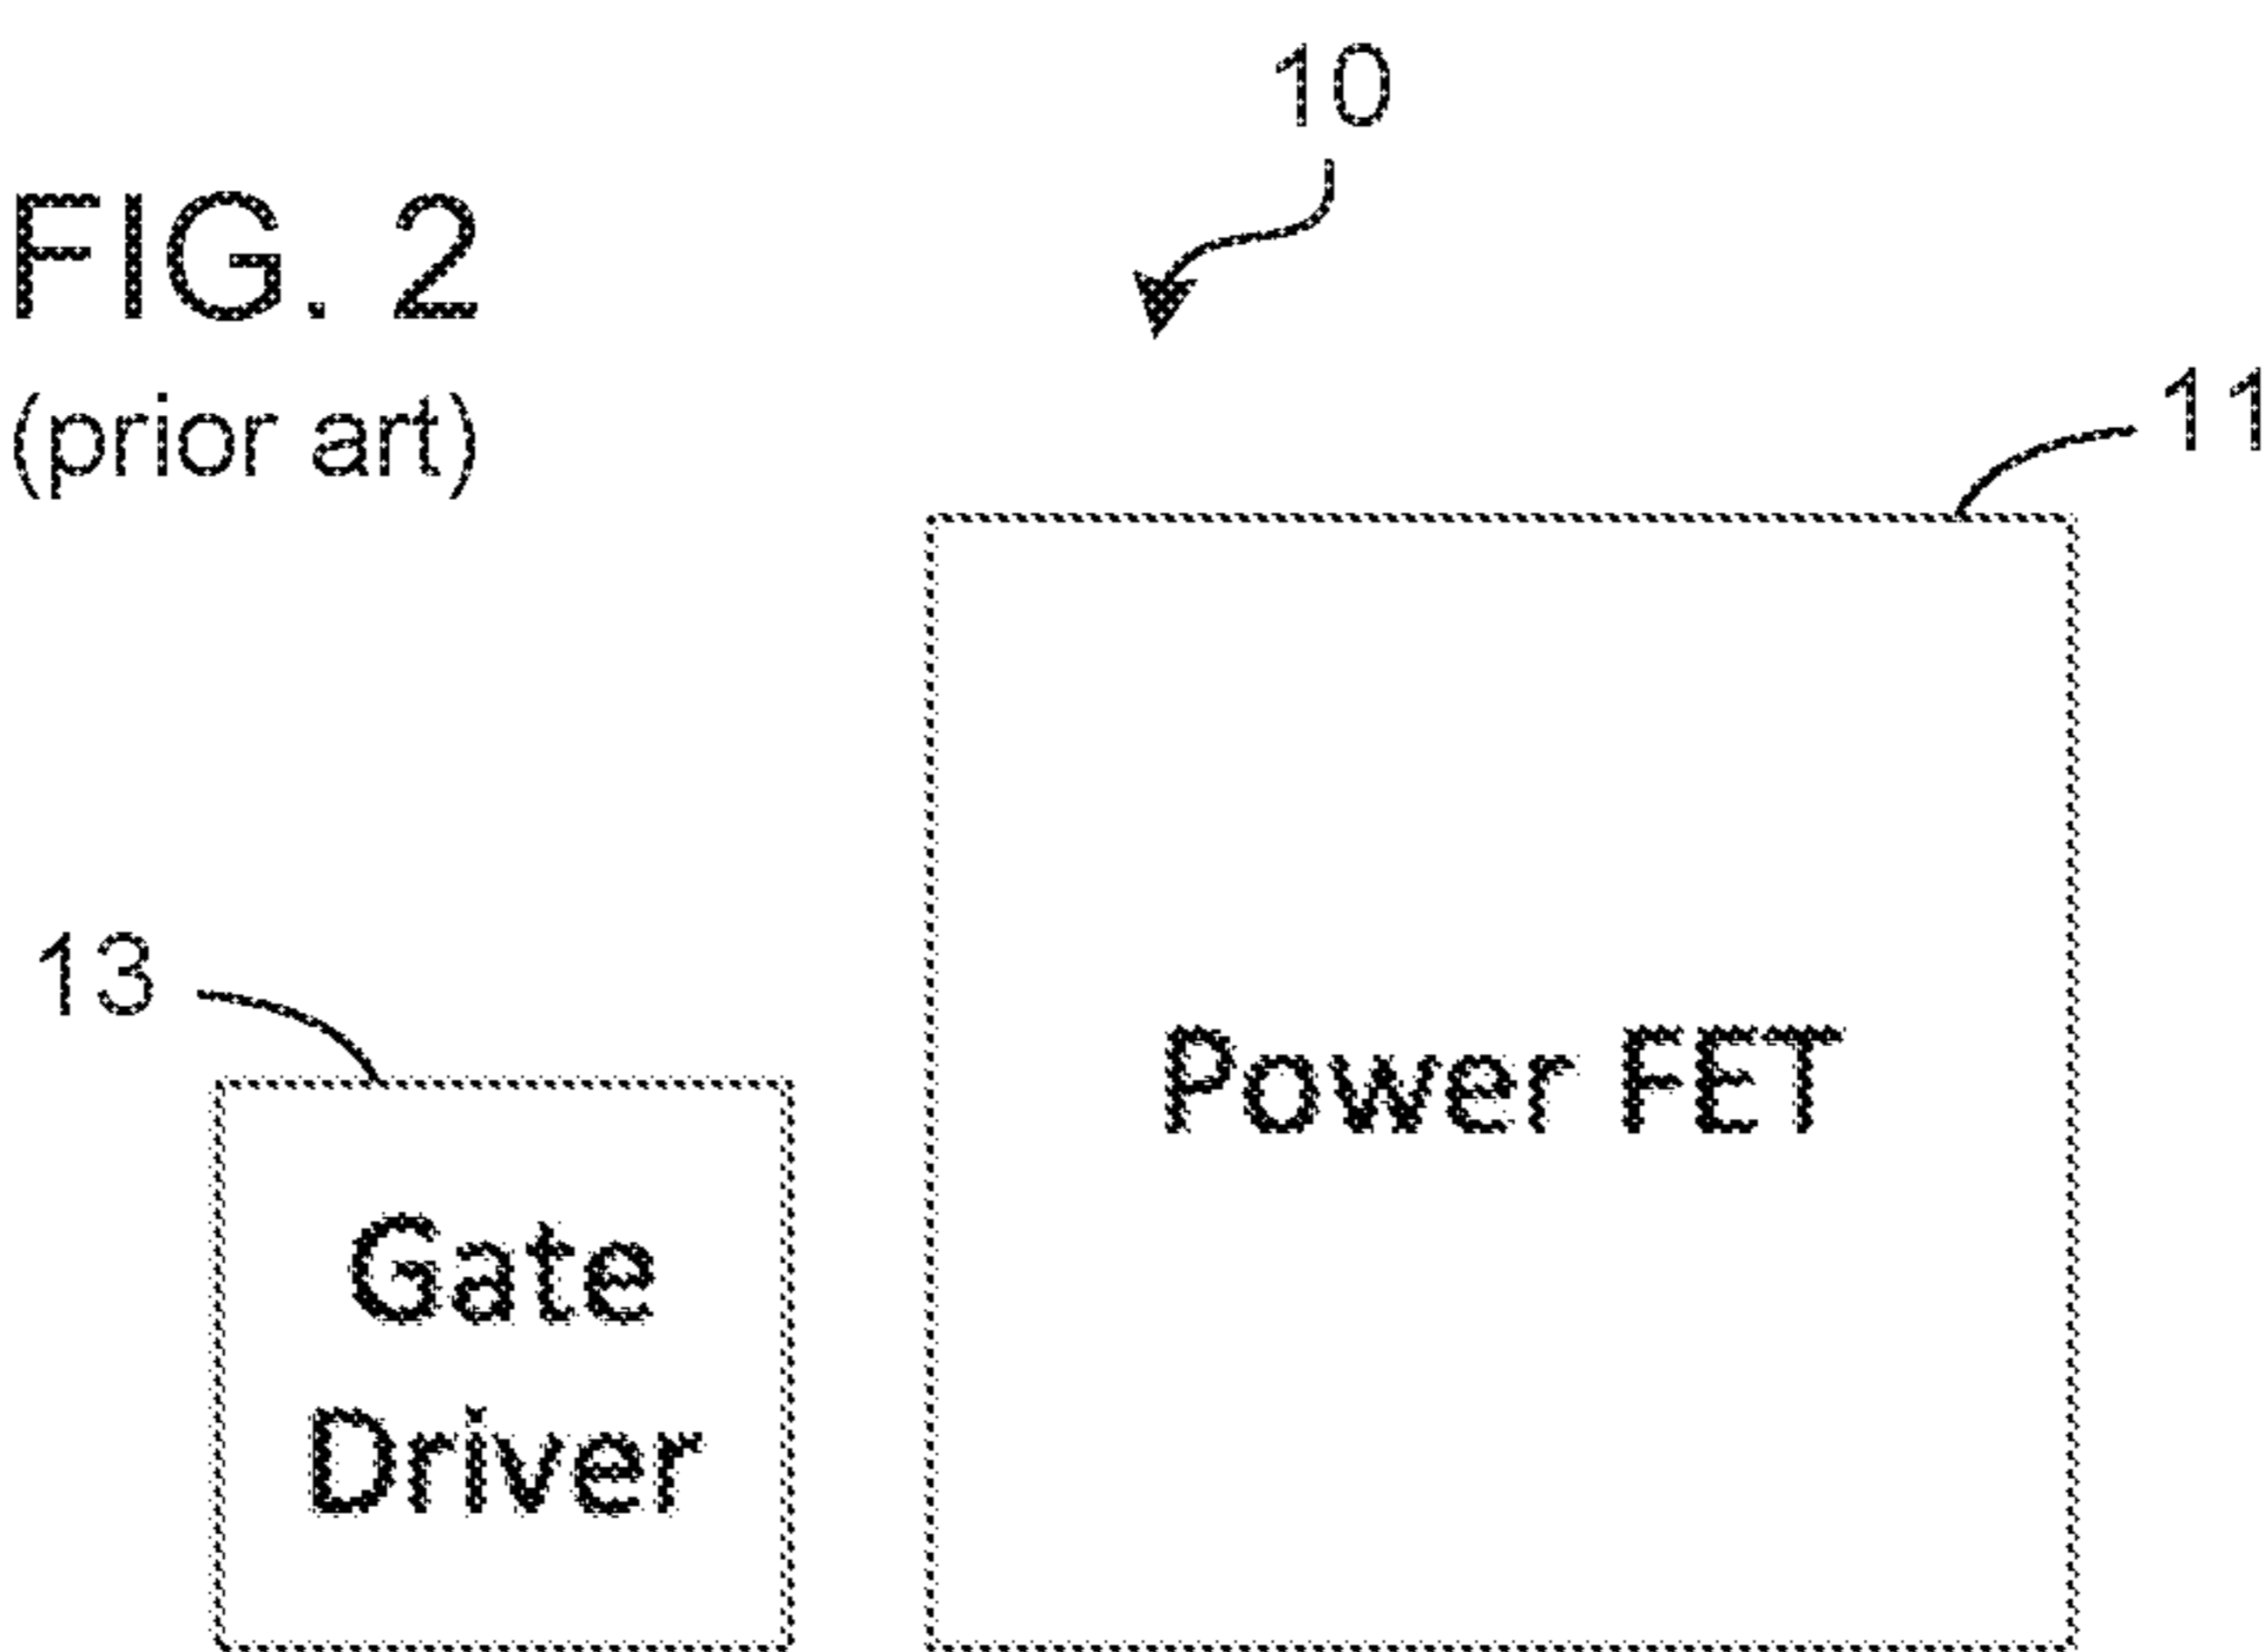 10
FIG. 2
(prior art)
11
13
Power FET
Gate
Driver